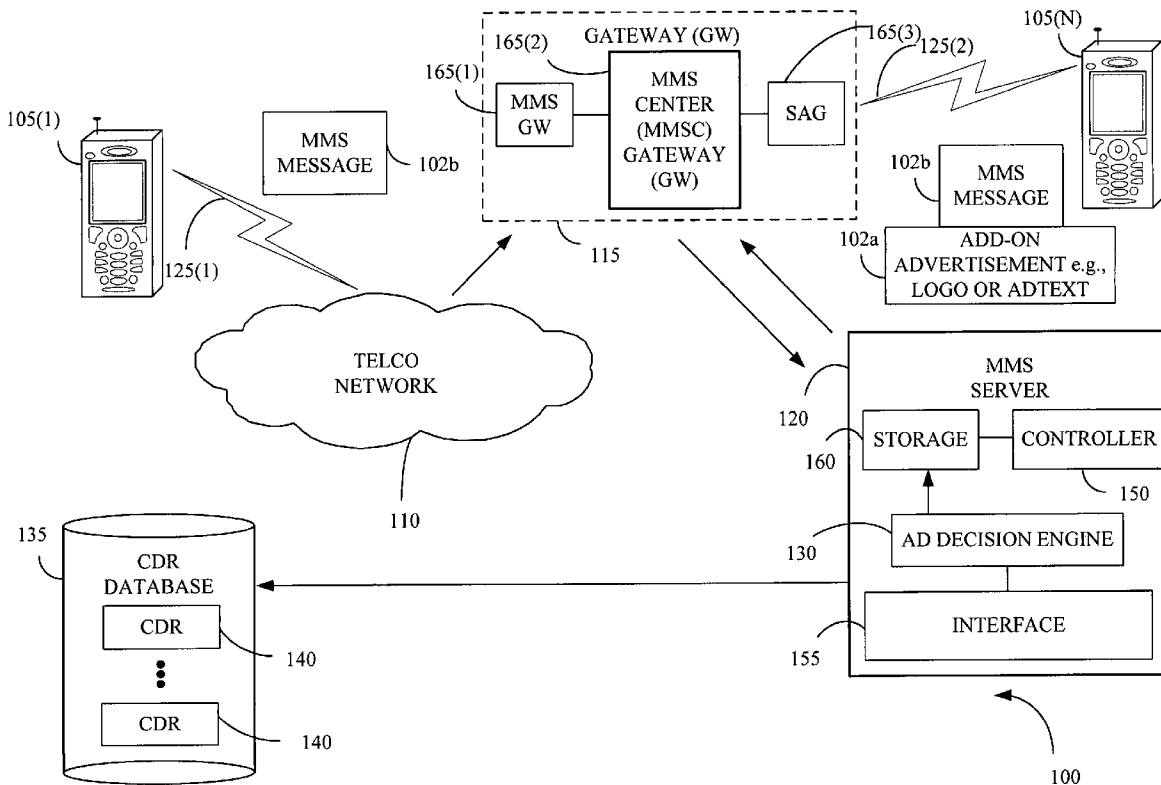 GATEWAY (GW)
165(2)
165(3)
105(N)
165(1)
125(2)
MMS
GW
MMS
CENTER
(MMSC)
GATEWAY
(GW)
SAG
105(1)
MMS
MESSAGE
102b
102b
MMS
MESSAGE
102a
ADD-ON
ADVERTISEMENT e.g.,
LOGO OR ADTEXT
125(1)
115
TELCO
NETWORK
110
120
MMS
SERVER
STORAGE
CONTROLLER
160
150
130
AD DECISION ENGINE
INTERFACE
155
100
135
CDR
DATABASE
CDR
140
CDR
140